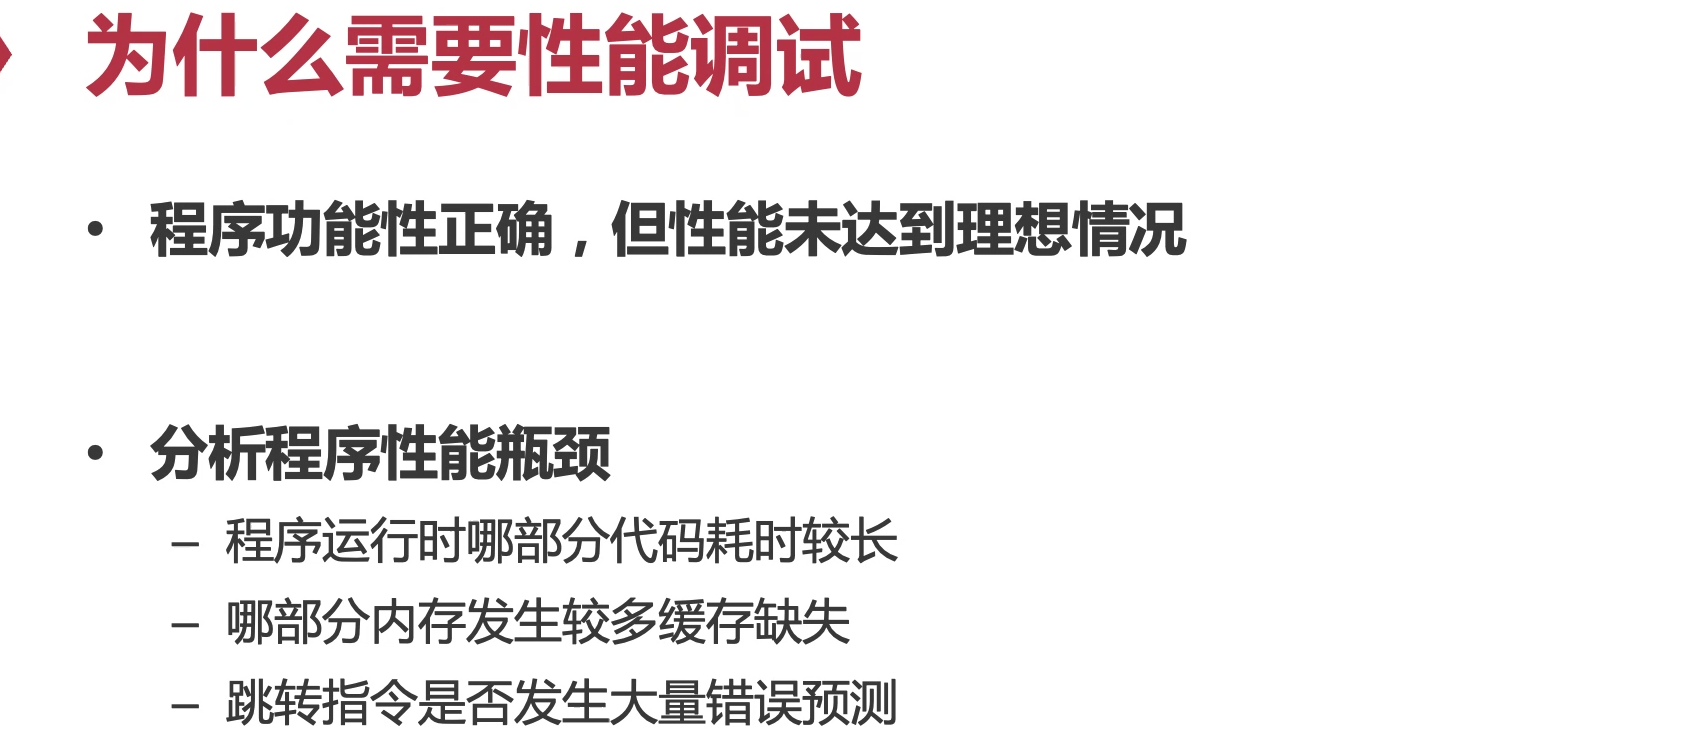 为什么需要性能调试
• 程序功能性正确，但性能未达到理想情况
• 分析程序性能瓶颈
– 程序运行时哪部分代码耗时较长
– 哪部分内存发生较多缓存缺失
– 跳转指令是否发生大量错误预测